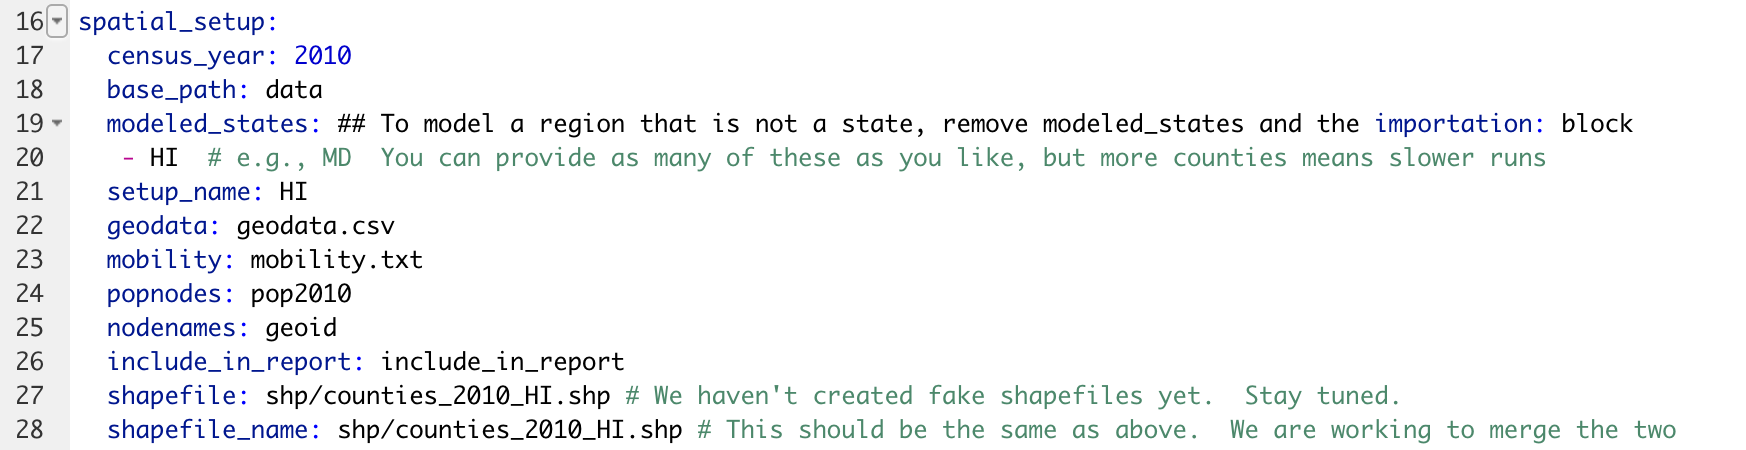 16 spatial_setup:
17   census_year: 2010
18   base_path: data
19   modeled_states: ## To model a region that is not a state, remove modeled_states and the importation: block
20    - HI  # e.g., MD  You can provide as many of these as you like, but more counties means slower runs
21   setup_name: HI
22   geodata: geodata.csv
23   mobility: mobility.txt
24   popnodes: pop2010
25   nodenames: geoid
26   include_in_report: include_in_report
27   shapefile: shp/counties_2010_HI.shp # We haven't created fake shapefiles yet.  Stay tuned.
28   shapefile_name: shp/counties_2010_HI.shp # This should be the same as above.  We are working to merge the two